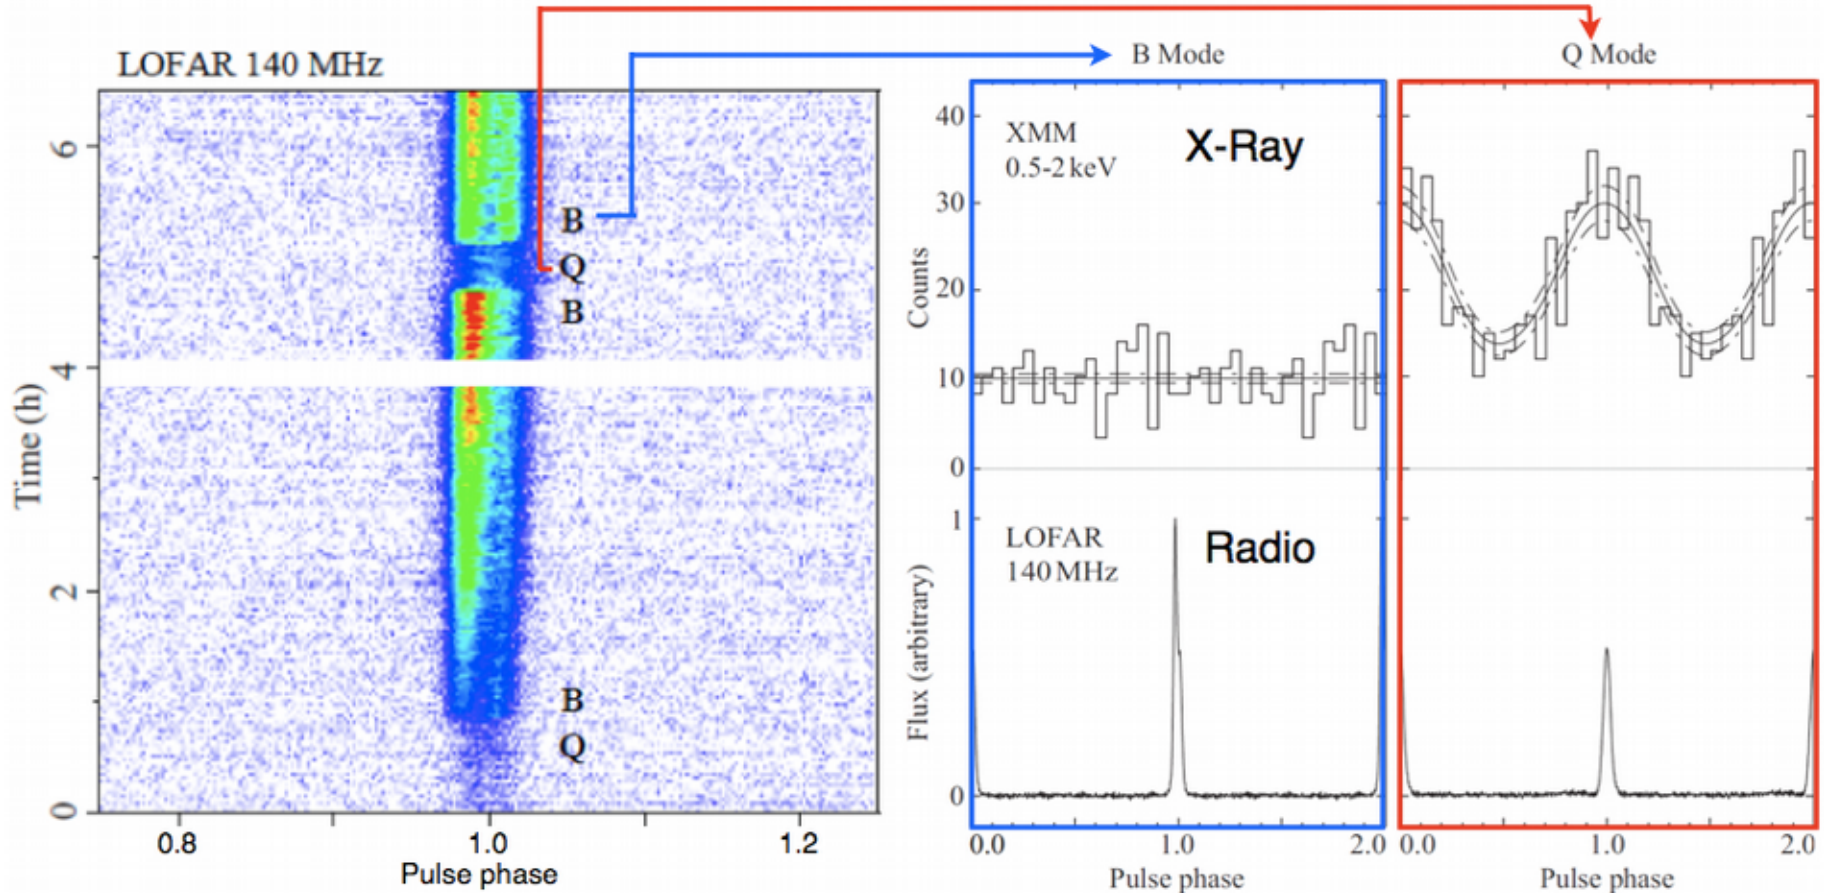 LOFAR 140 MHz
Time (h)
6
4
2
0
B
Q
B
B
Q
0.8
1.0
1.2
Pulse phase
B Mode
Q Mode
Counts
40
30
20
10
0
XMM
0.5-2 keV
X-Ray
Flux (arbitrary)
1
0
LOFAR
140 MHz
Radio
0.0
1.0
2.0
Pulse phase
0.0
1.0
2.0
Pulse phase